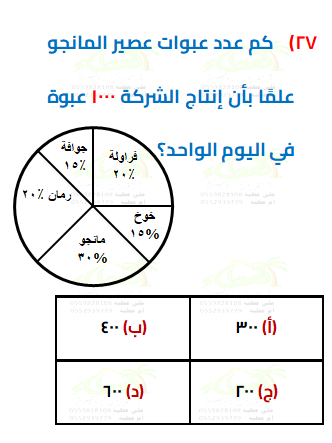 ٢٧) كم عدد عبوات عصير المانجو
علمًا بأن إنتاج الشركة ١٠٠٠ عبوة
في اليوم الواحد؟
جوافة
١٥٪
فراولة
٢٠٪
رمان ٢٠٪
خوخ
١٥%
مانجو
٣٠%
(أ) ٣٠٠
(ب) ٤٠٠
(ج) ٢٠٠
(د) ٦٠٠